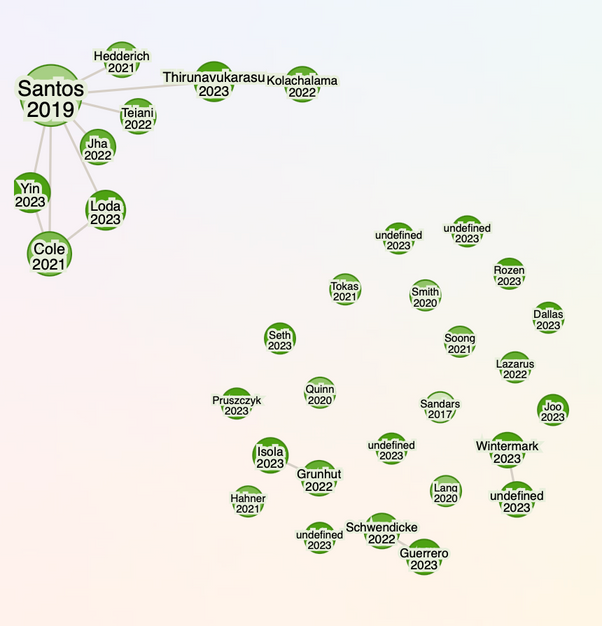 Hedderich
2021
Thirunavukarasu
2023
Kolachalama
2022
Santos
2019
Tejani
2022
Jha
2022
Yin
2023
Loda
2023
Cole
2021
undefined
2023
undefined
2023
Rozen
2023
Tokas
2021
Smith
2020
Dallas
2023
Seth
2023
Soong
2021
Lazarus
2022
Quinn
2020
Pruszczyk
2023
Sandars
2017
Joo
2023
Isola
2023
undefined
2023
Wintermark
2023
Grunhut
2022
Lang
2020
undefined
2023
Hahner
2021
undefined
2023
Schwendicke
2022
Guerrero
2023